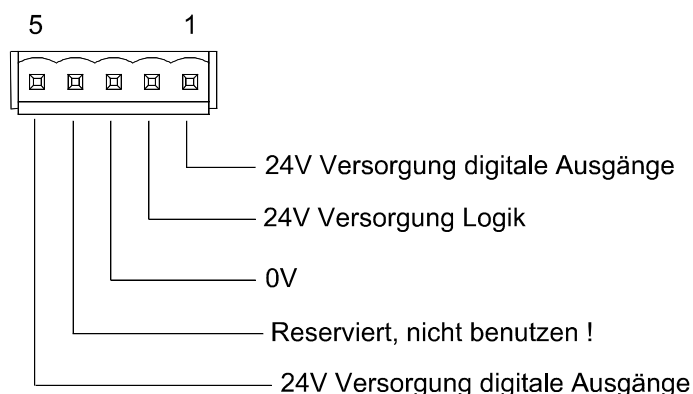 5 1
24V Versorgung digitale Ausgänge
24V Versorgung Logik
0V
Reserviert, nicht benutzen !
24V Versorgung digitale Ausgänge